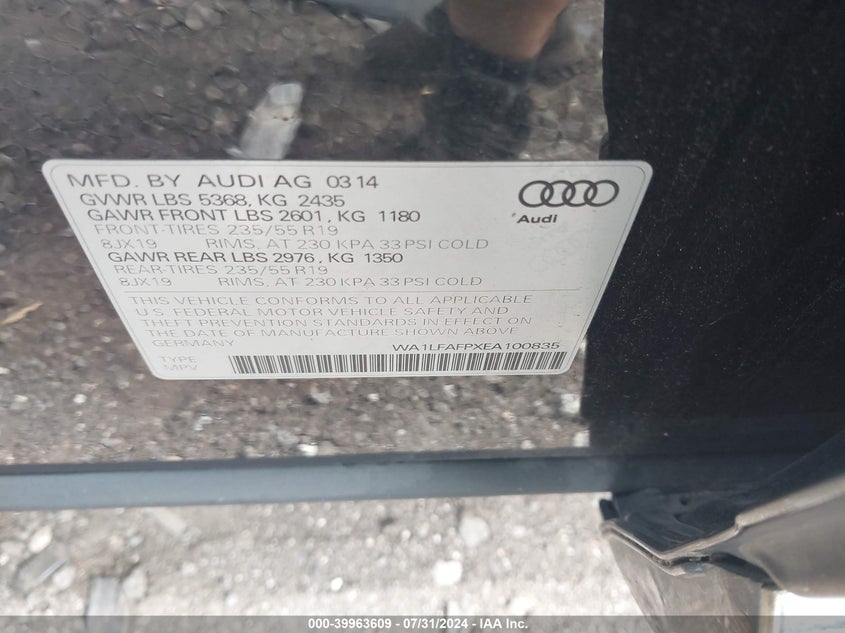 MFD. BY AUDI AG 0314
GVWR LBS 5368, KG 2435
GAWR FRONT LBS 2601, KG 1180
FRONT-TIRES 235/55 R19
8JX19 RIMS, AT 230 KPA 33 PSI COLD
GAWR REAR LBS 2976, KG 1350
REAR-TIRES 235/55 R19
8JX19 RIMS, AT 230 KPA 33 PSI COLD
Audi
THIS VEHICLE CONFORMS TO ALL APPLICABLE
U.S. FEDERAL MOTOR VEHICLE SAFETY AND
THEFT PREVENTION STANDARDS IN EFFECT ON
THE DATE OF MANUFACTURE SHOWN ABOVE
GERMANY WA1LFAFPXEA100835
TYPE
MPV
000-39963609 - 07/31/2024 - IAA Inc.